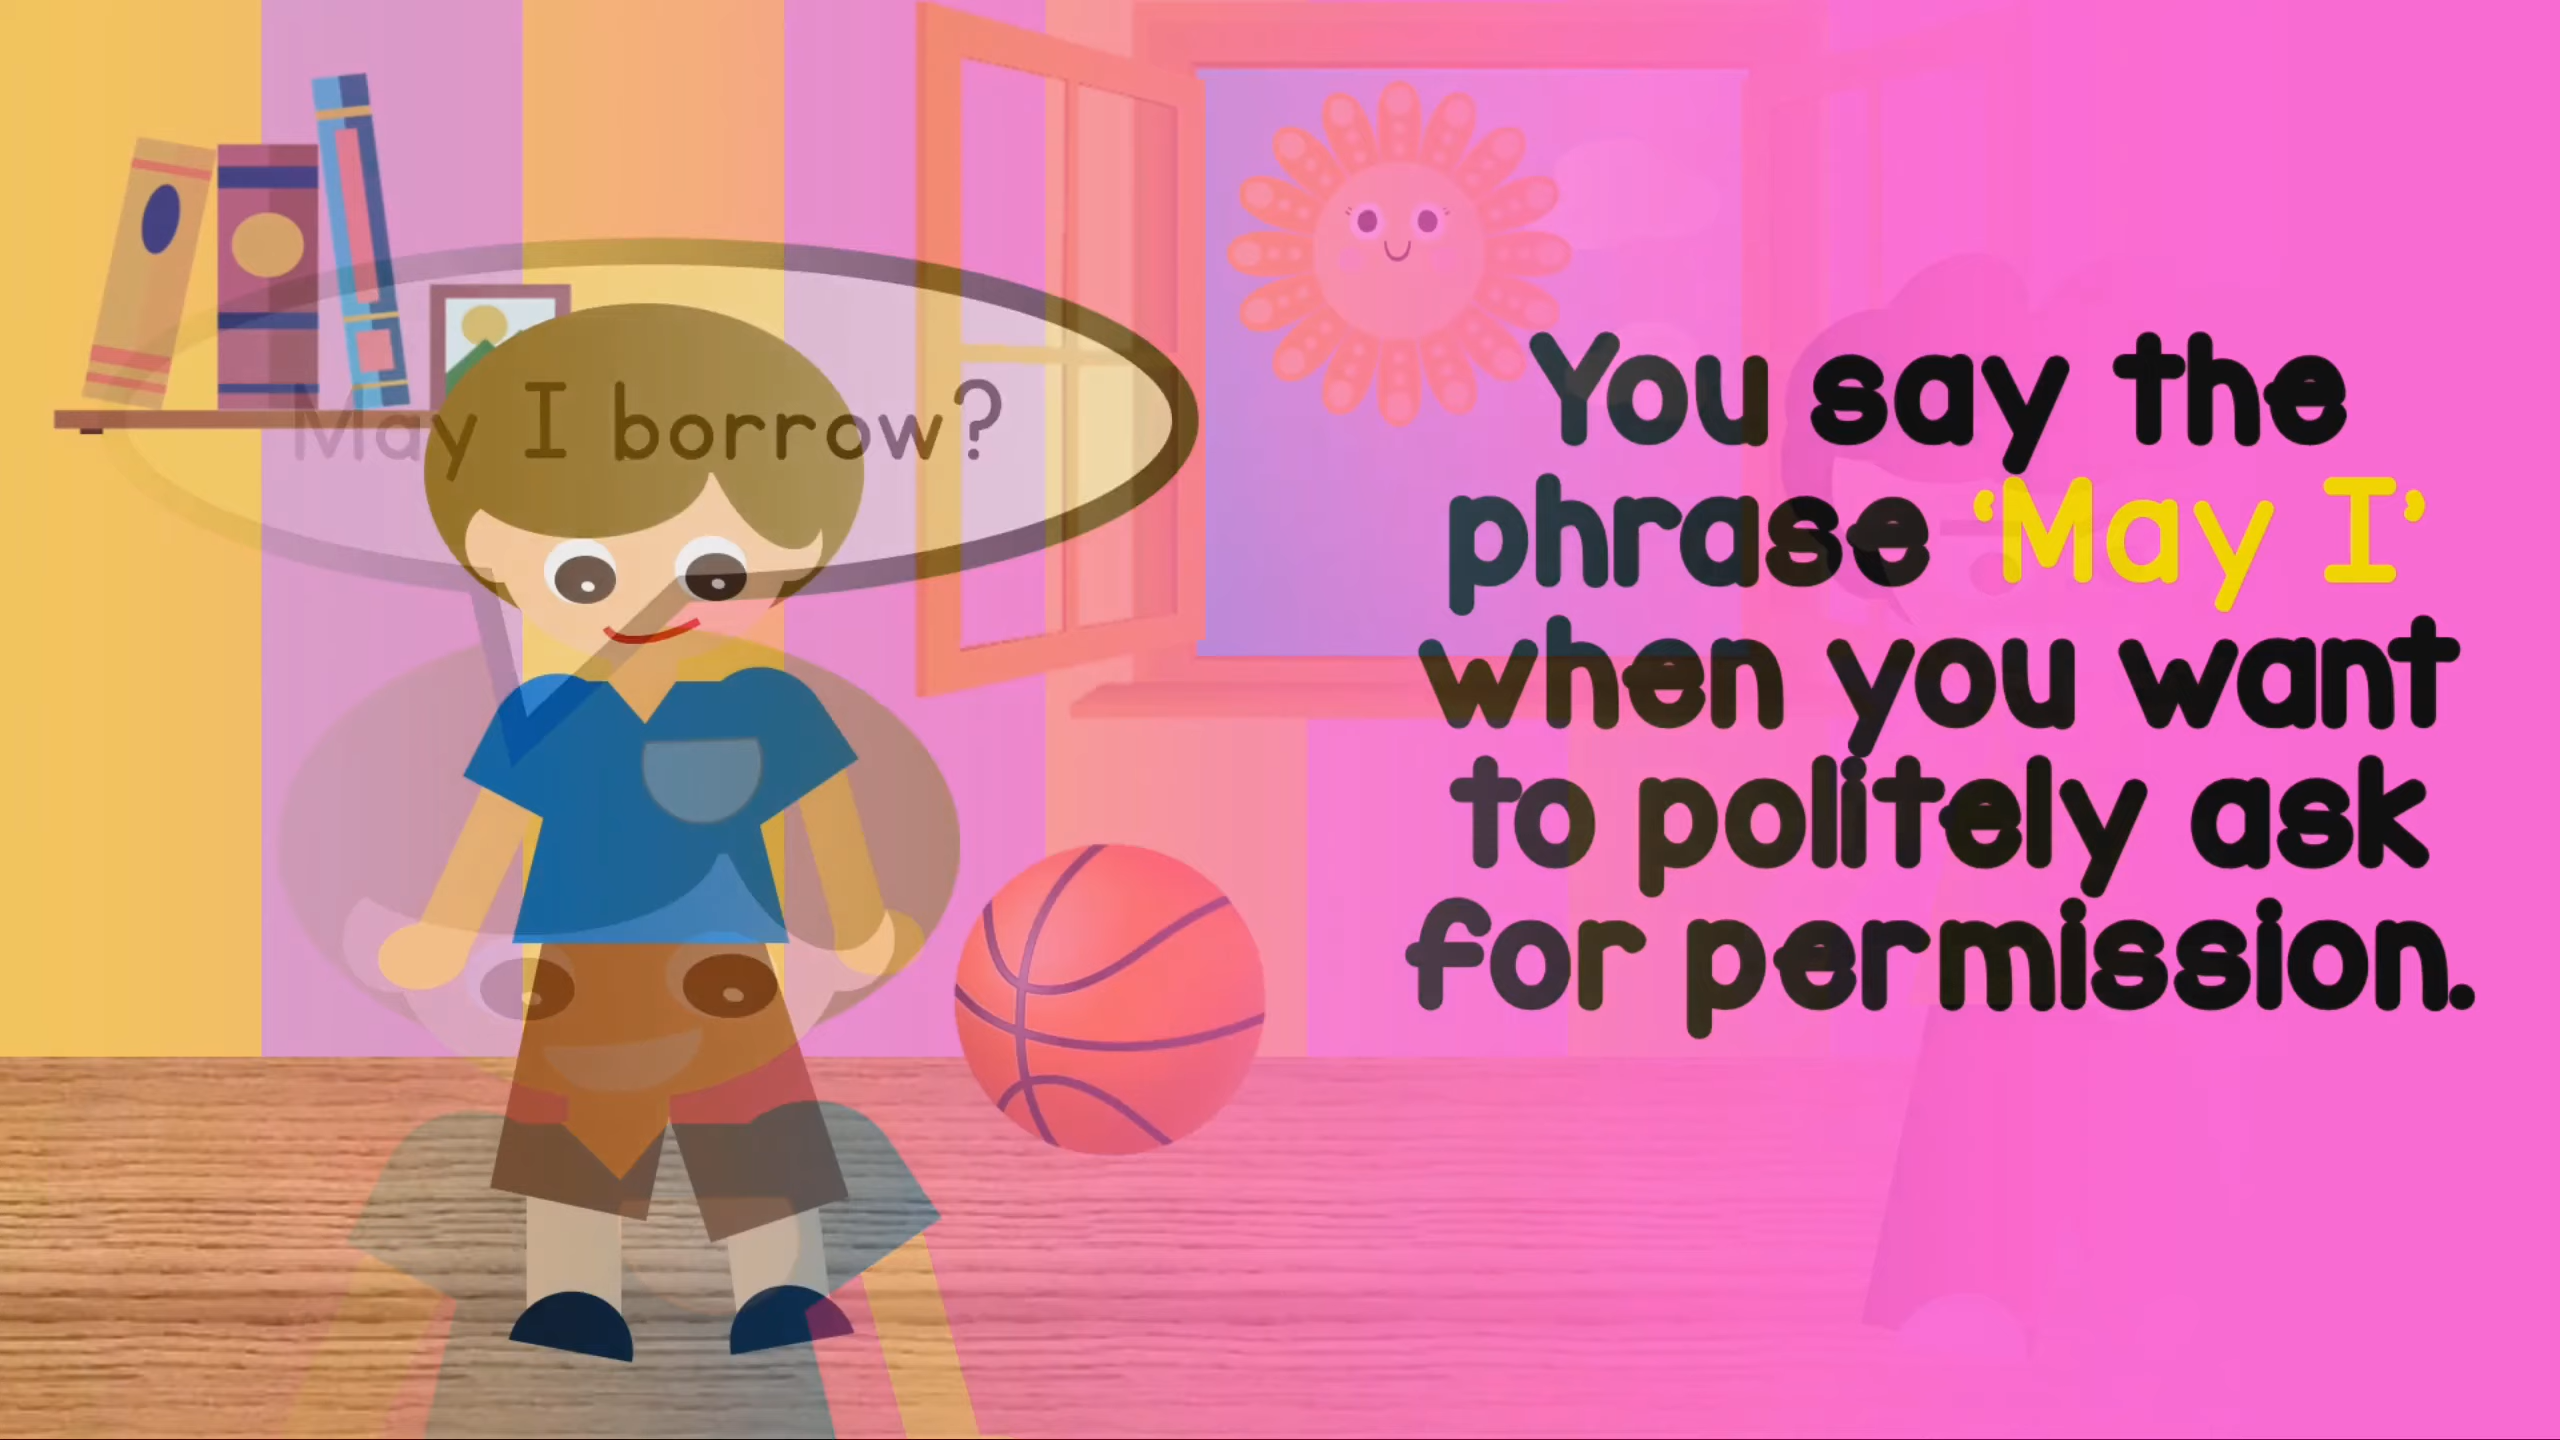 May I borrow?
You say the
phrase ‘May I’
when you want
to politely ask
for permission.